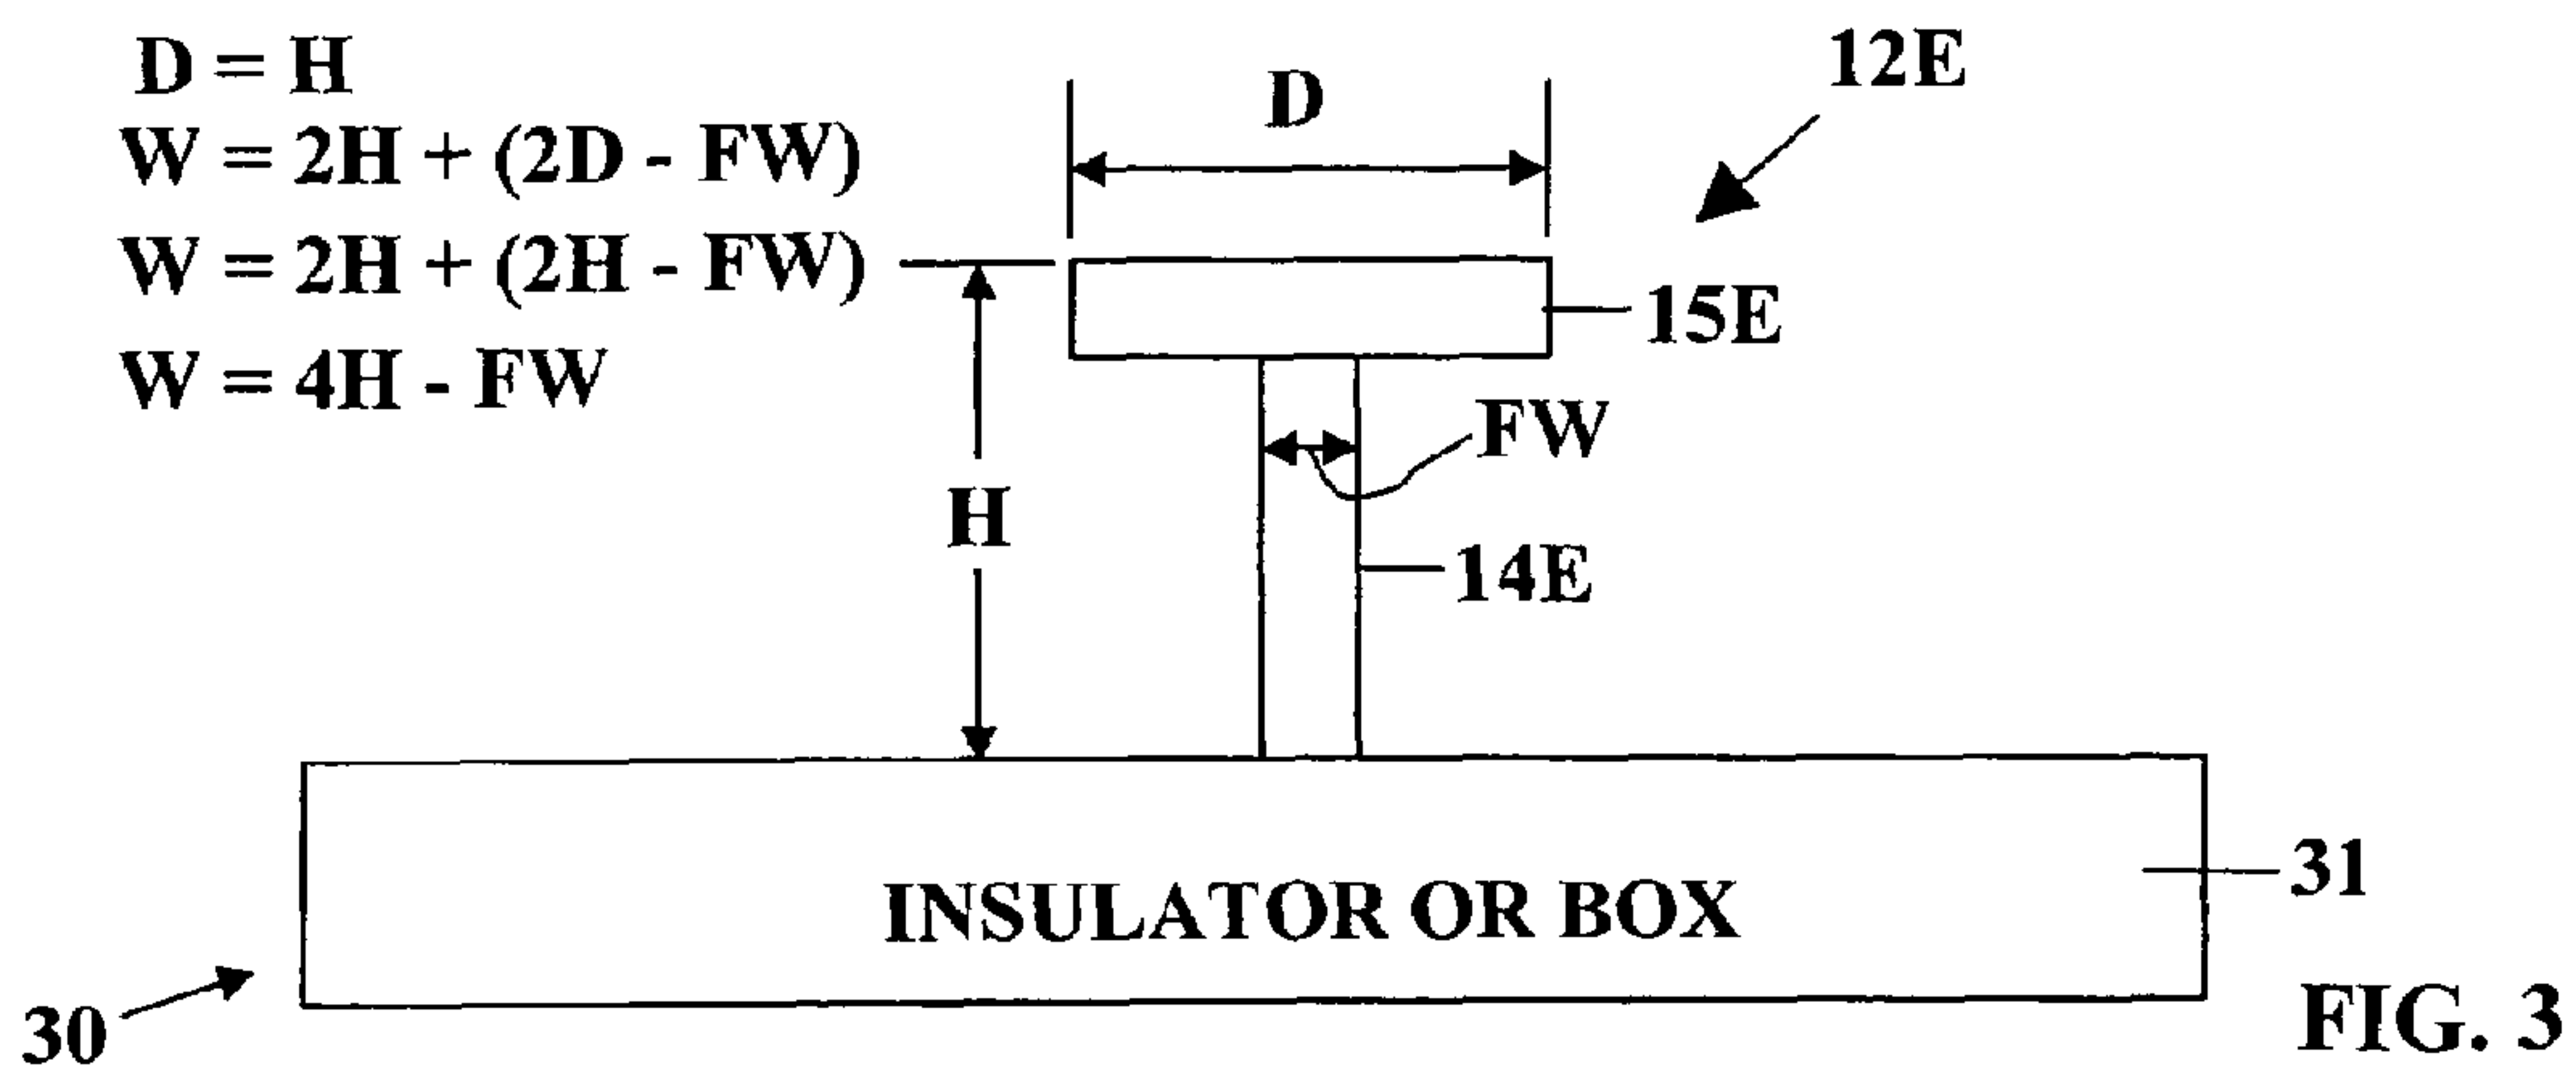 D = H
W = 2H + (2D - FW)
W = 2H + (2H - FW)
W = 4H - FW
D
12E
15E
FW
H
14E
INSULATOR OR BOX
31
30
FIG. 3